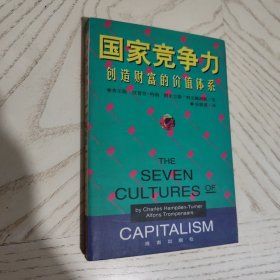 国家竞争力
创造财富的价值体系
THE
SEVEN
CULTURES OF
by Charles Hampden-Turner
Alfons Trompenaars
CAPITALISM
海南出版社